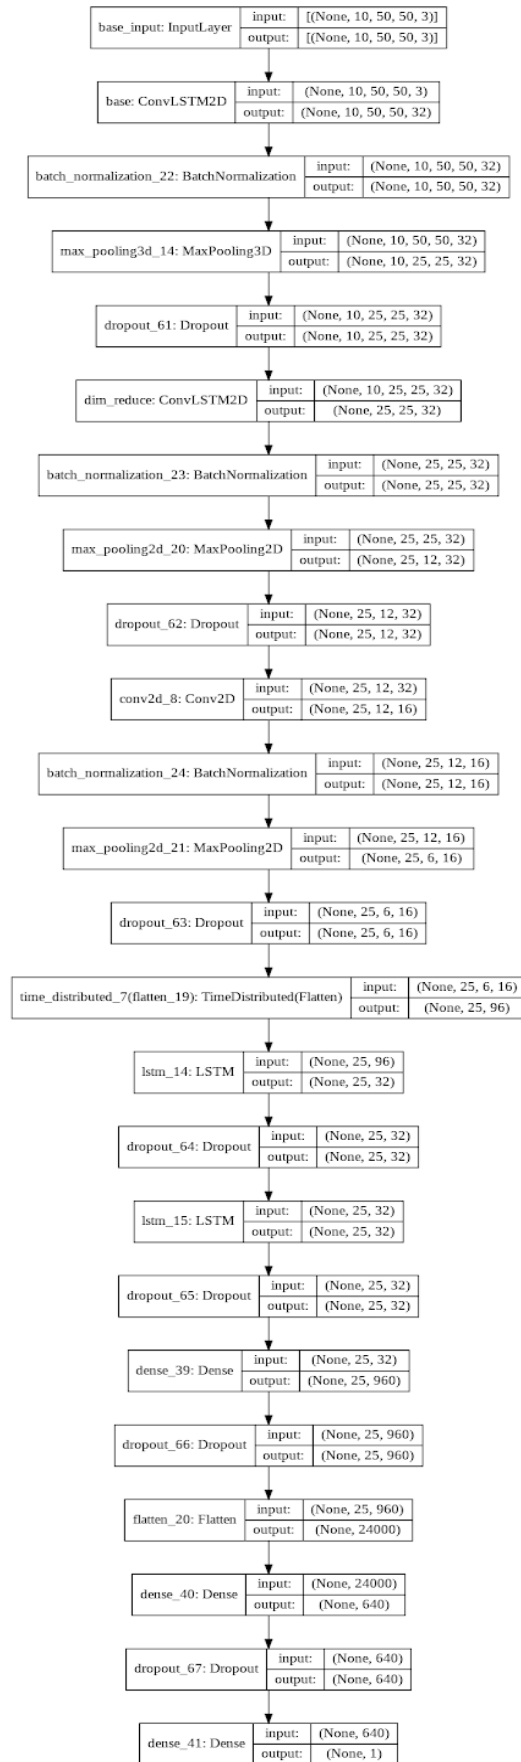 base_input: InputLayer
input: [(None, 10, 50, 50, 3)]
output: [(None, 10, 50, 50, 3)]
base: ConvLSTM2D
input: (None, 10, 50, 50, 3)
output: (None, 10, 50, 50, 32)
batch_normalization_22: BatchNormalization
input: (None, 10, 50, 50, 32)
output: (None, 10, 50, 50, 32)
max_pooling3d_14: MaxPooling3D
input: (None, 10, 50, 50, 32)
output: (None, 10, 25, 25, 32)
dropout_61: Dropout
input: (None, 10, 25, 25, 32)
output: (None, 10, 25, 25, 32)
dim_reduce: ConvLSTM2D
input: (None, 10, 25, 25, 32)
output: (None, 25, 25, 32)
batch_normalization_23: BatchNormalization
input: (None, 25, 25, 32)
output: (None, 25, 25, 32)
max_pooling2d_20: MaxPooling2D
input: (None, 25, 25, 32)
output: (None, 25, 12, 32)
dropout_62: Dropout
input: (None, 25, 12, 32)
output: (None, 25, 12, 32)
conv2d_8: Conv2D
input: (None, 25, 12, 32)
output: (None, 25, 12, 16)
batch_normalization_24: BatchNormalization
input: (None, 25, 12, 16)
output: (None, 25, 12, 16)
max_pooling2d_21: MaxPooling2D
input: (None, 25, 12, 16)
output: (None, 25, 6, 16)
dropout_63: Dropout
input: (None, 25, 6, 16)
output: (None, 25, 6, 16)
time_distributed_7(flatten_19): TimeDistributed(Flatten)
input: (None, 25, 6, 16)
output: (None, 25, 96)
lstm_14: LSTM
input: (None, 25, 96)
output: (None, 25, 32)
dropout_64: Dropout
input: (None, 25, 32)
output: (None, 25, 32)
lstm_15: LSTM
input: (None, 25, 32)
output: (None, 25, 32)
dropout_65: Dropout
input: (None, 25, 32)
output: (None, 25, 32)
dense_39: Dense
input: (None, 25, 32)
output: (None, 25, 960)
dropout_66: Dropout
input: (None, 25, 960)
output: (None, 25, 960)
flatten_20: Flatten
input: (None, 25, 960)
output: (None, 24000)
dense_40: Dense
input: (None, 24000)
output: (None, 640)
dropout_67: Dropout
input: (None, 640)
output: (None, 640)
dense_41: Dense
input: (None, 640)
output: (None, 1)